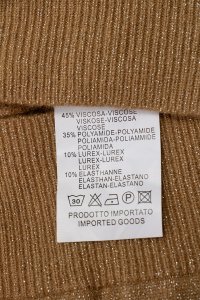 45% VISCOSA-VISCOSE
VISKOSE-VISCOSA
VISCOSE
35% POLYAMIDE-POLYAMIDE
POLIAMMIDE-POLIAMIDA
POLIAMIDA
10% LUREX-LUREX
LUREX-LUREX
LUREX
10% ELASTHANNE
ELASTHAN-ELASTANO
ELASTAN-ELASTANO
30 P
PRODOTTO IMPORTATO
IMPORTED GOODS